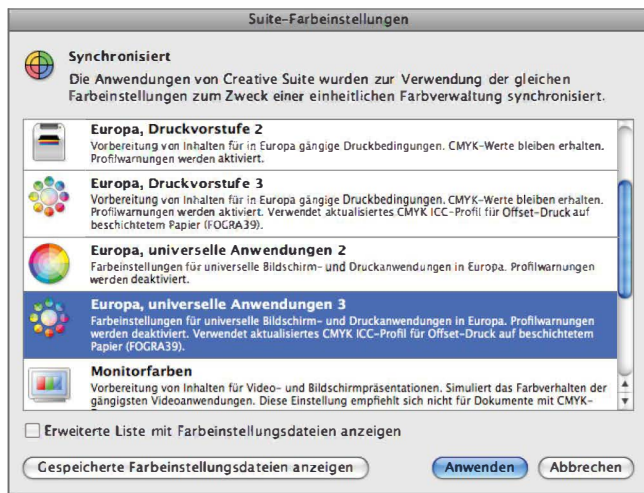 Suite-Farbeinstellungen
Synchronisiert
Die Anwendungen von Creative Suite wurden zur Verwendung der gleichen
Farbeinstellungen zum Zweck einer einheitlichen Farbverwaltung synchronisiert.
Europa, Druckvorstufe 2
Vorbereitung von Inhalten für in Europa gängige Druckbedingungen. CMYK-Werte bleiben erhalten.
Profilwarnungen werden aktiviert.
Europa, Druckvorstufe 3
Vorbereitung von Inhalten für in Europa gängige Druckbedingungen. CMYK-Werte bleiben erhalten.
Profilwarnungen werden aktiviert. Verwendet aktualisiertes CMYK ICC-Profil für Offset-Druck auf
beschichtetem Papier (FOGRA39).
Europa, universelle Anwendungen 2
Farbeinstellungen für universelle Bildschirm- und Druckanwendungen in Europa. Profilwarnungen
werden deaktiviert.
Europa, universelle Anwendungen 3
Farbeinstellungen für universelle Bildschirm- und Druckanwendungen in Europa. Profilwarnungen
werden deaktiviert. Verwendet aktualisiertes CMYK ICC-Profil für Offset-Druck auf beschichtetem
Papier (FOGRA39).
Monitorfarben
Vorbereitung von Inhalten für Video- und Bildschirmpräsentationen. Simuliert das Farbverhalten der
gängigsten Videoanwendungen. Diese Einstellung empfiehlt sich nicht für Dokumente mit CMYK-
Erweiterte Liste mit Farbeinstellungsdateien anzeigen
Gespeicherte Farbeinstellungsdateien anzeigen
Anwenden
Abbrechen